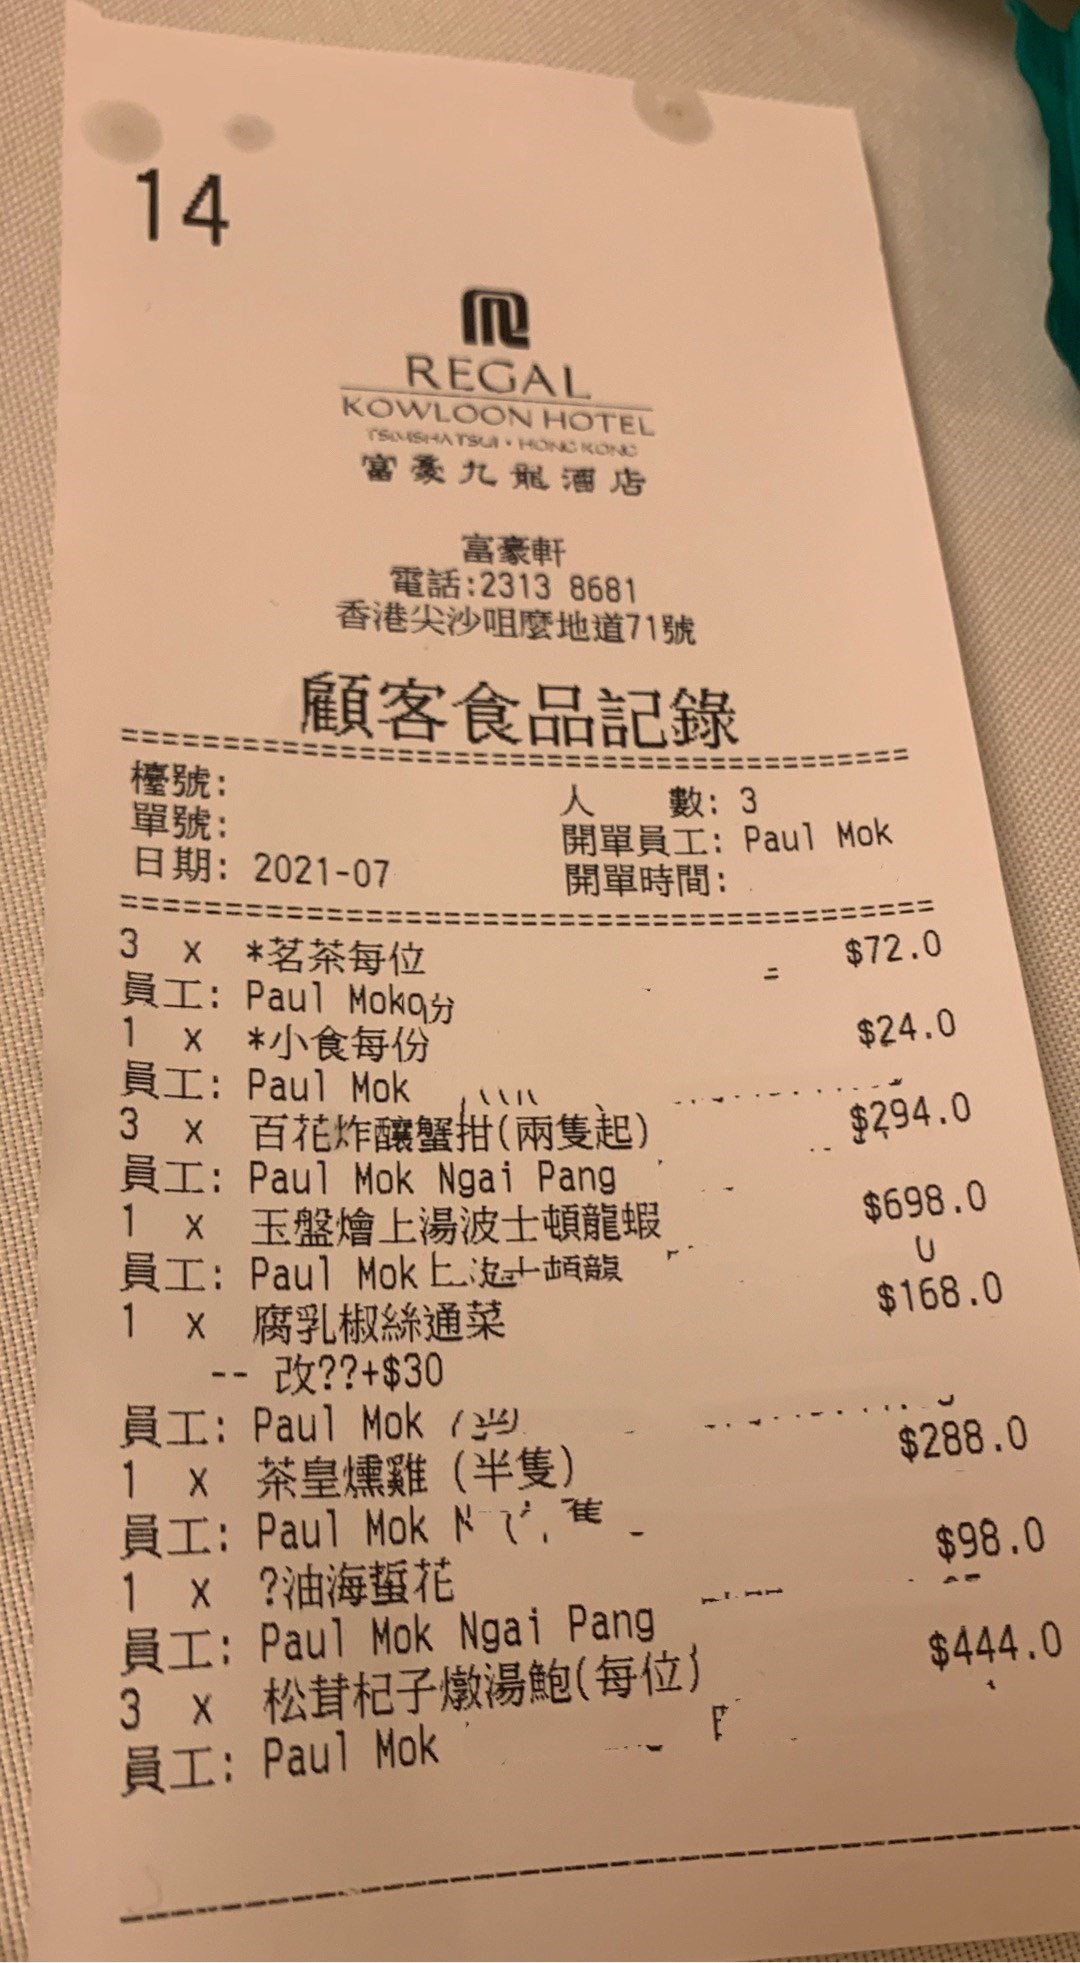 14
REGAL
KOWLOON HOTEL
TSIMSHATSUI • HONG KONG
富豪九龍酒店
富豪軒
電話:2313 8681
香港尖沙咀麼地道71號
顧客食品記錄
檯號:
人 數: 3
單號:
開單員工: Paul Mok
日期: 2021-07
開單時間:
3 x *茗茶每位 $72.0
員工: Paul Mok
1 x *小食每份 $24.0
員工: Paul Mok
3 x 百花炸釀蟹拑(兩隻起) $294.0
員工: Paul Mok Ngai Pang
1 x 玉盤燴上湯波士頓龍蝦 $698.0
員工: Paul Mok
1 x 腐乳椒絲通菜 $168.0
-- 改??+$30
員工: Paul Mok
1 x 茶皇燻雞 (半隻) $288.0
員工: Paul Mok
1 x ?油海蜇花 $98.0
員工: Paul Mok Ngai Pang
3 x 松茸杞子燉湯鮑(每位) $444.0
員工: Paul Mok